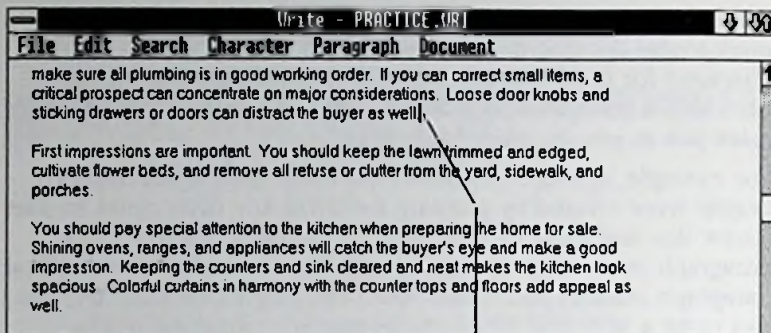 Write - PRACTICE.WRI
File Edit Search Character Paragraph Document
make sure all plumbing is in good working order. If you can correct small items, a
critical prospect can concentrate on major considerations. Loose door knobs and
sticking drawers or doors can distract the buyer as well.
First impressions are important. You should keep the lawn trimmed and edged,
cultivate flower beds, and remove all refuse or clutter from the yard, sidewalk, and
porches.
You should pay special attention to the kitchen when preparing the home for sale.
Shining ovens, ranges, and appliances will catch the buyer's eye and make a good
impression. Keeping the counters and sink cleared and neat makes the kitchen look
spacious. Colorful curtains in harmony with the counter tops and floors add appeal as
well.